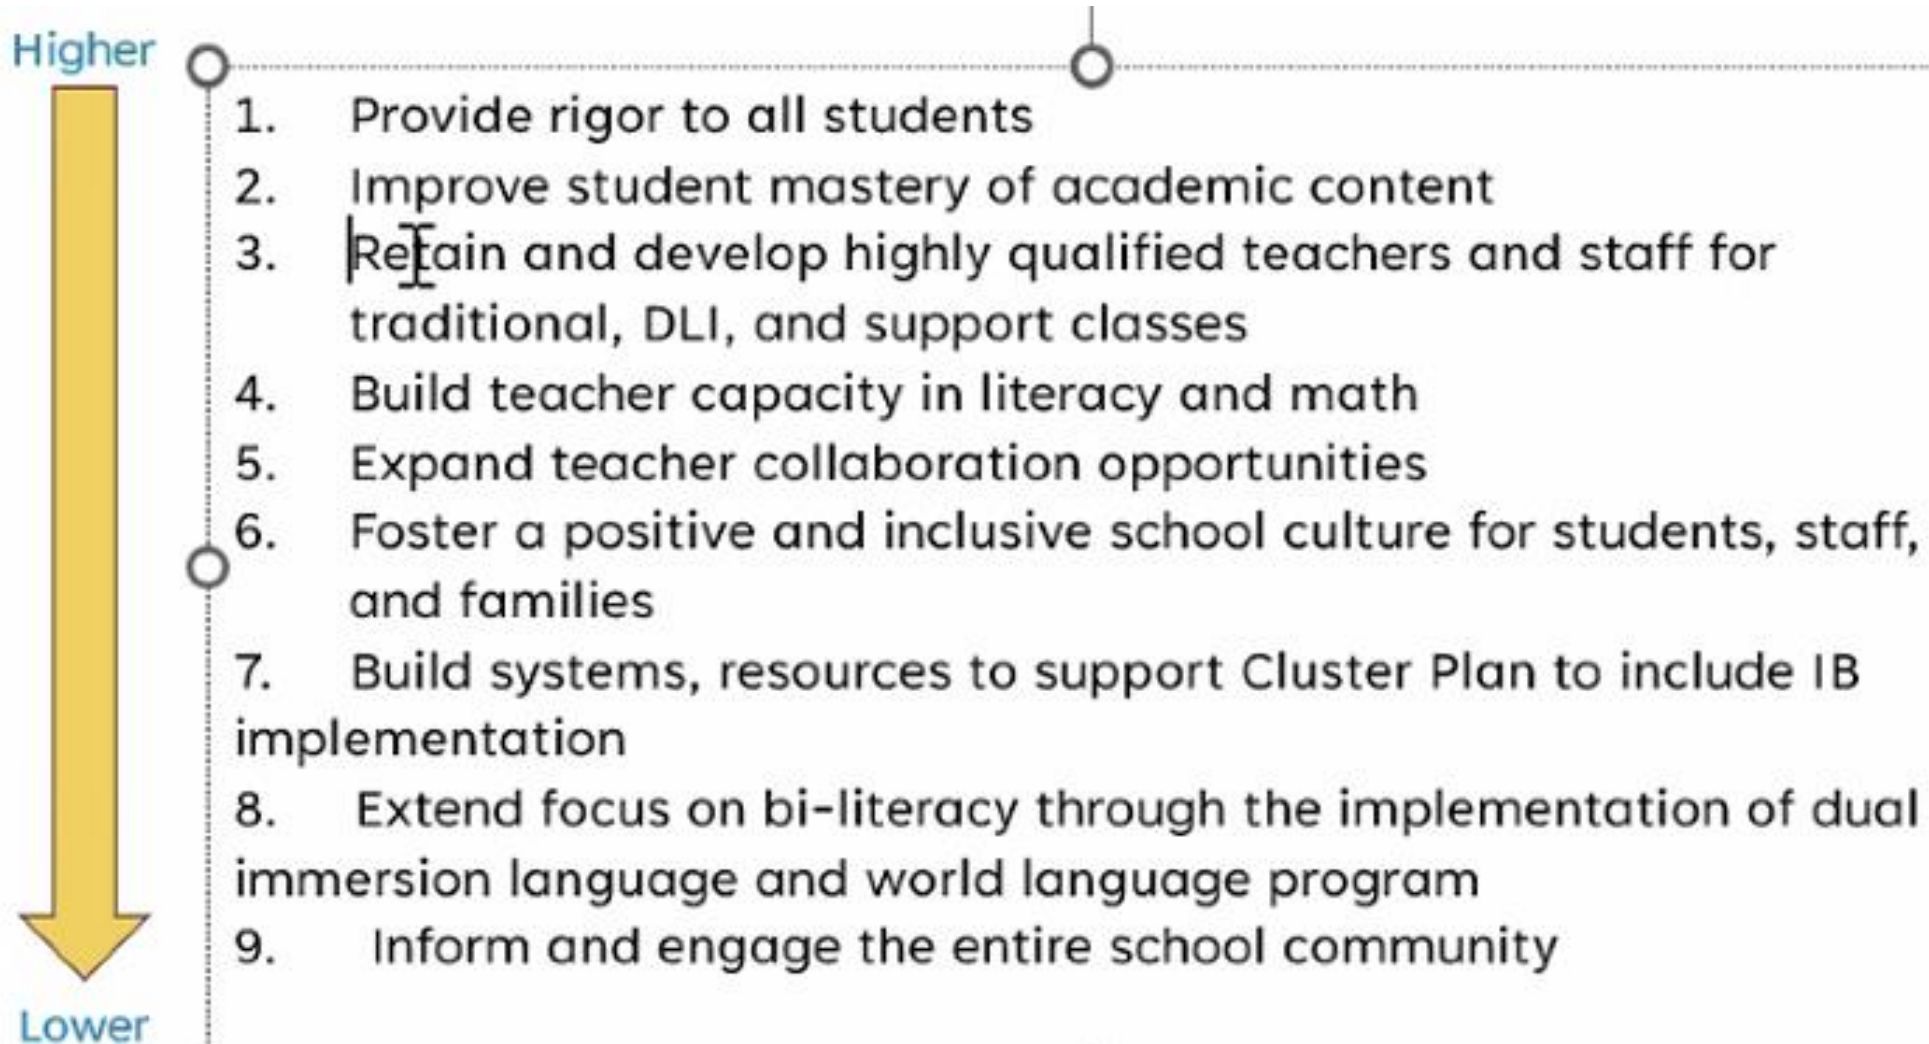 Higher
1. Provide rigor to all students
2. Improve student mastery of academic content
3. Retain and develop highly qualified teachers and staff for
traditional, DLI, and support classes
4. Build teacher capacity in literacy and math
5. Expand teacher collaboration opportunities
6. Foster a positive and inclusive school culture for students, staff,
and families
7. Build systems, resources to support Cluster Plan to include IB
implementation
8. Extend focus on bi-literacy through the implementation of dual
immersion language and world language program
9. Inform and engage the entire school community
Lower